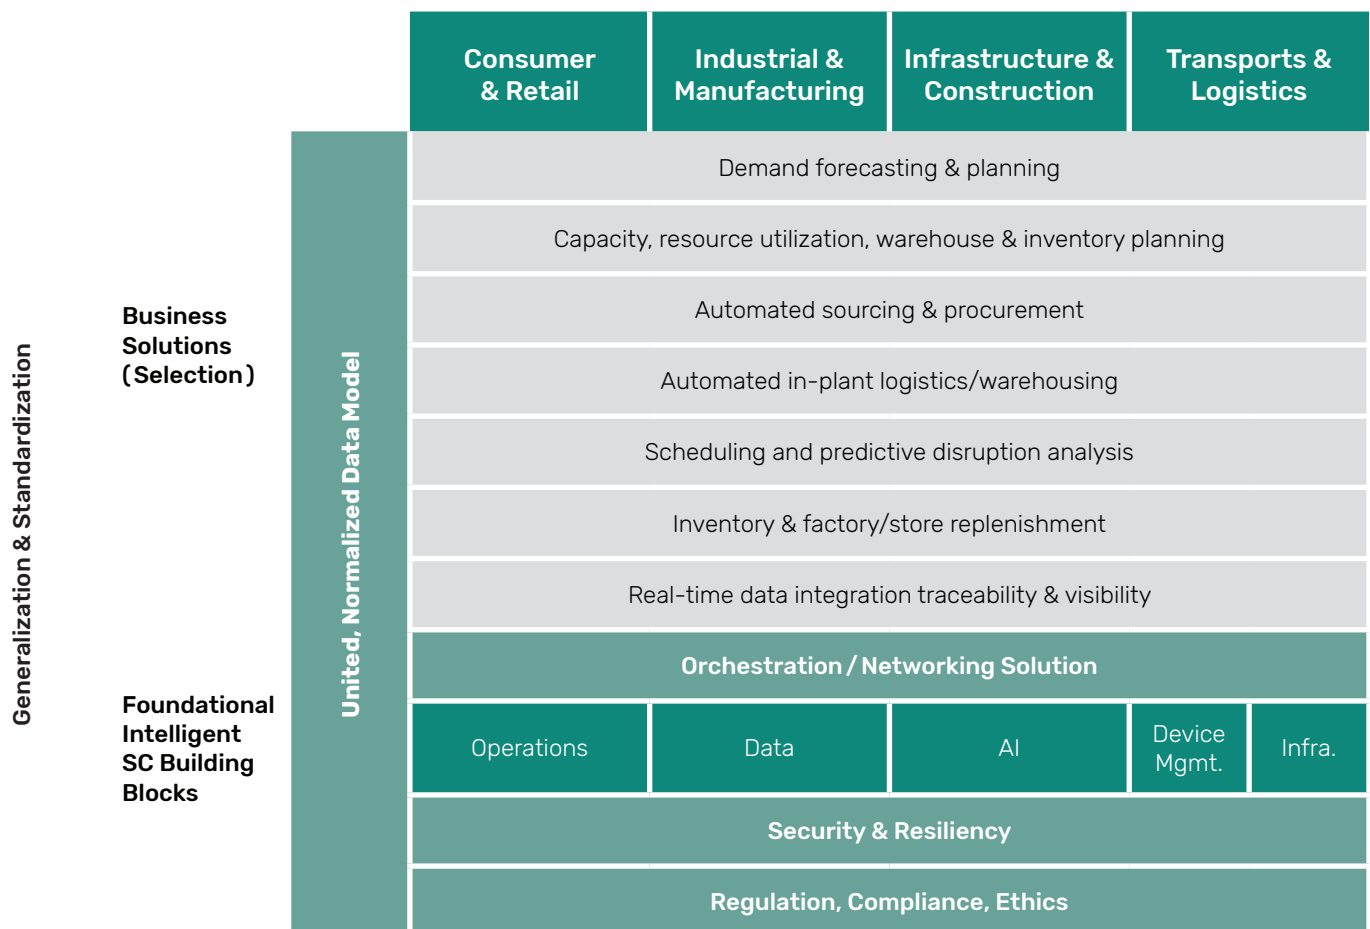 Consumer
& Retail
Industrial &
Manufacturing
Infrastructure &
Construction
Transports &
Logistics
Generalization & Standardization
Business
Solutions
(Selection)
United, Normalized Data Model
Demand forecasting & planning
Capacity, resource utilization, warehouse & inventory planning
Automated sourcing & procurement
Automated in-plant logistics/warehousing
Scheduling and predictive disruption analysis
Inventory & factory/store replenishment
Real-time data integration traceability & visibility
Foundational
Intelligent
SC Building
Blocks
Orchestration/Networking Solution
Operations
Data
AI
Device
Mgmt.
Infra.
Security & Resiliency
Regulation, Compliance, Ethics